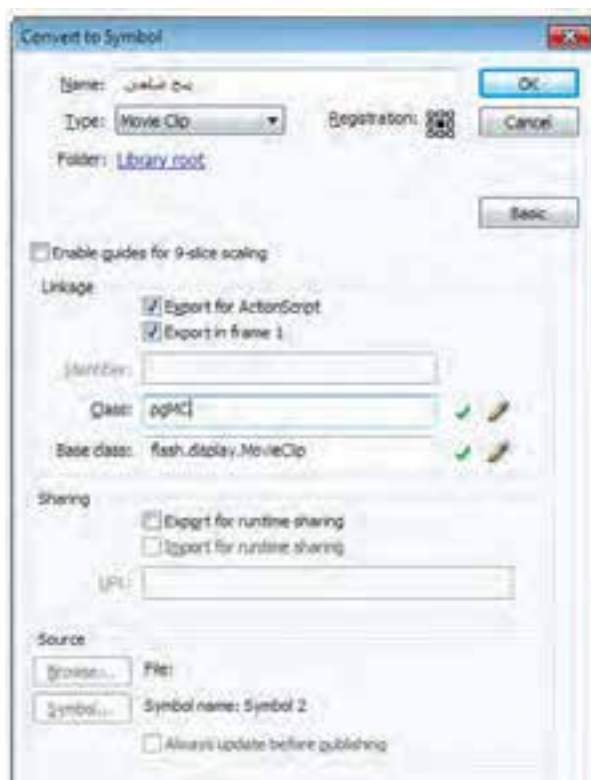 Convert to Symbol
Name: پنج ضلعی
OK
Type: Movie Clip Registration: Cancel
Folder: Library root
Basic
Enable guides for 9-slice scaling
Linkage
Export for ActionScript
Export in frame 1
Identifier:
Class: pgMC
Base class: flash.display.MovieClip
Sharing
Export for runtime sharing
Import for runtime sharing
URL:
Source
Browse... File:
Symbol... Symbol name: Symbol 2
Always update before publishing